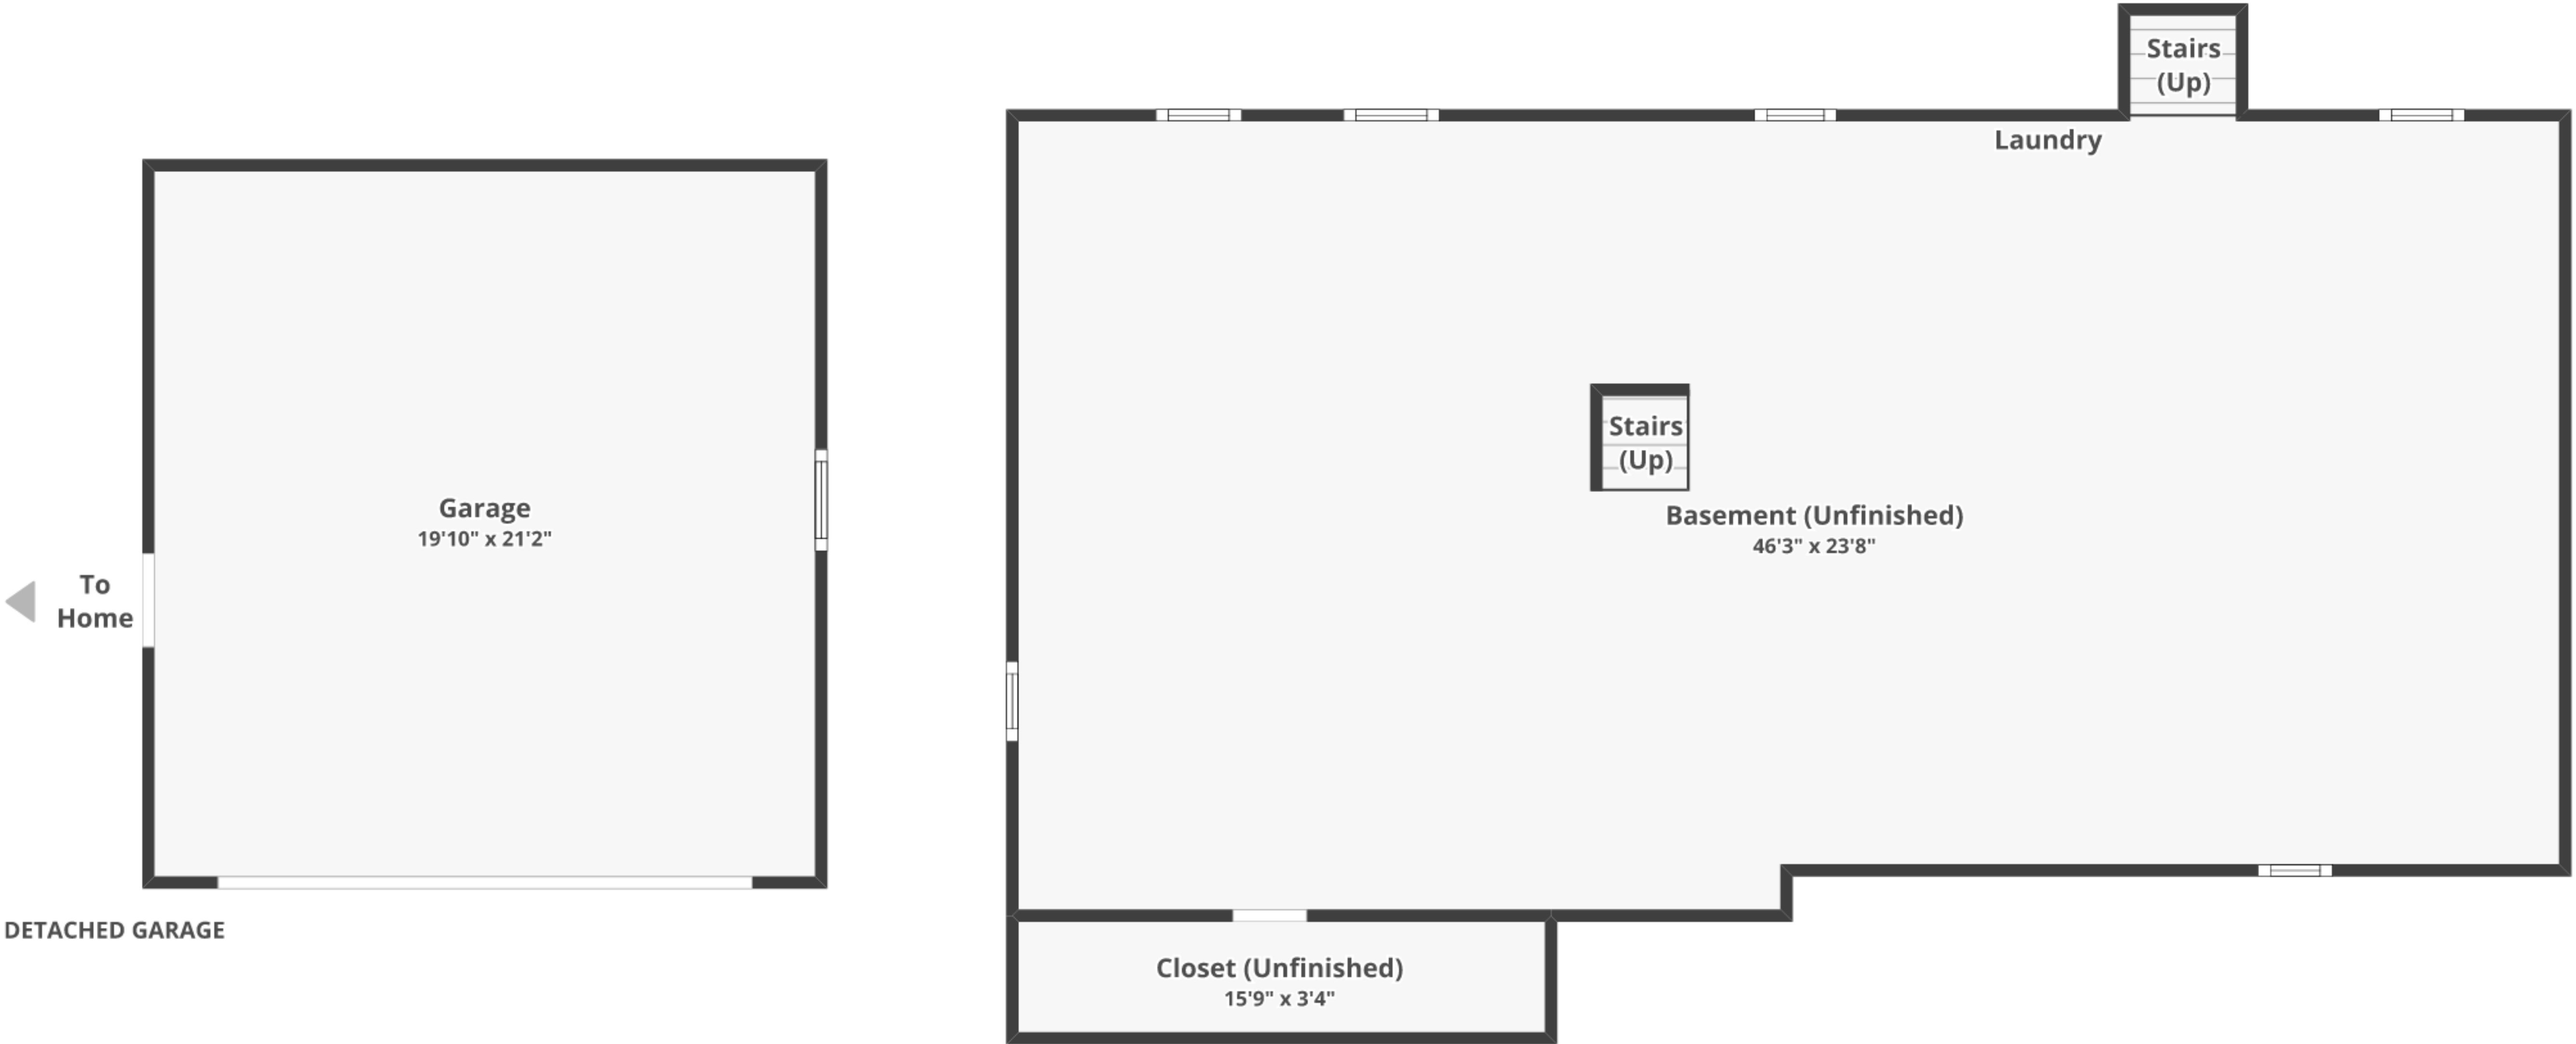 Stairs
(Up)
Laundry
Stairs
(Up)
Garage
19'10" x 21'2"
Basement (Unfinished)
46'3" x 23'8"
To
Home
DETACHED GARAGE
Closet (Unfinished)
15'9" x 3'4"